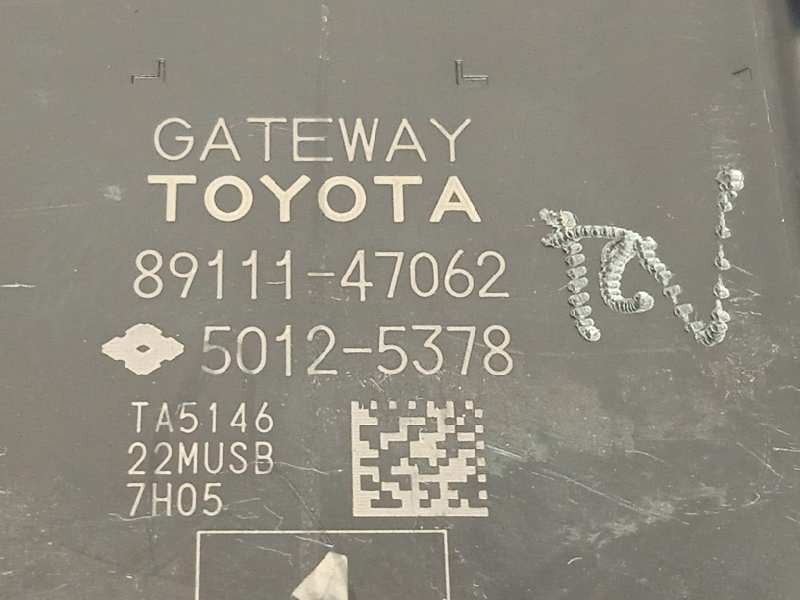 GATEWAY
TOYOTA
89111-47062
5012-5378
TA5146
22MUSB
7H05